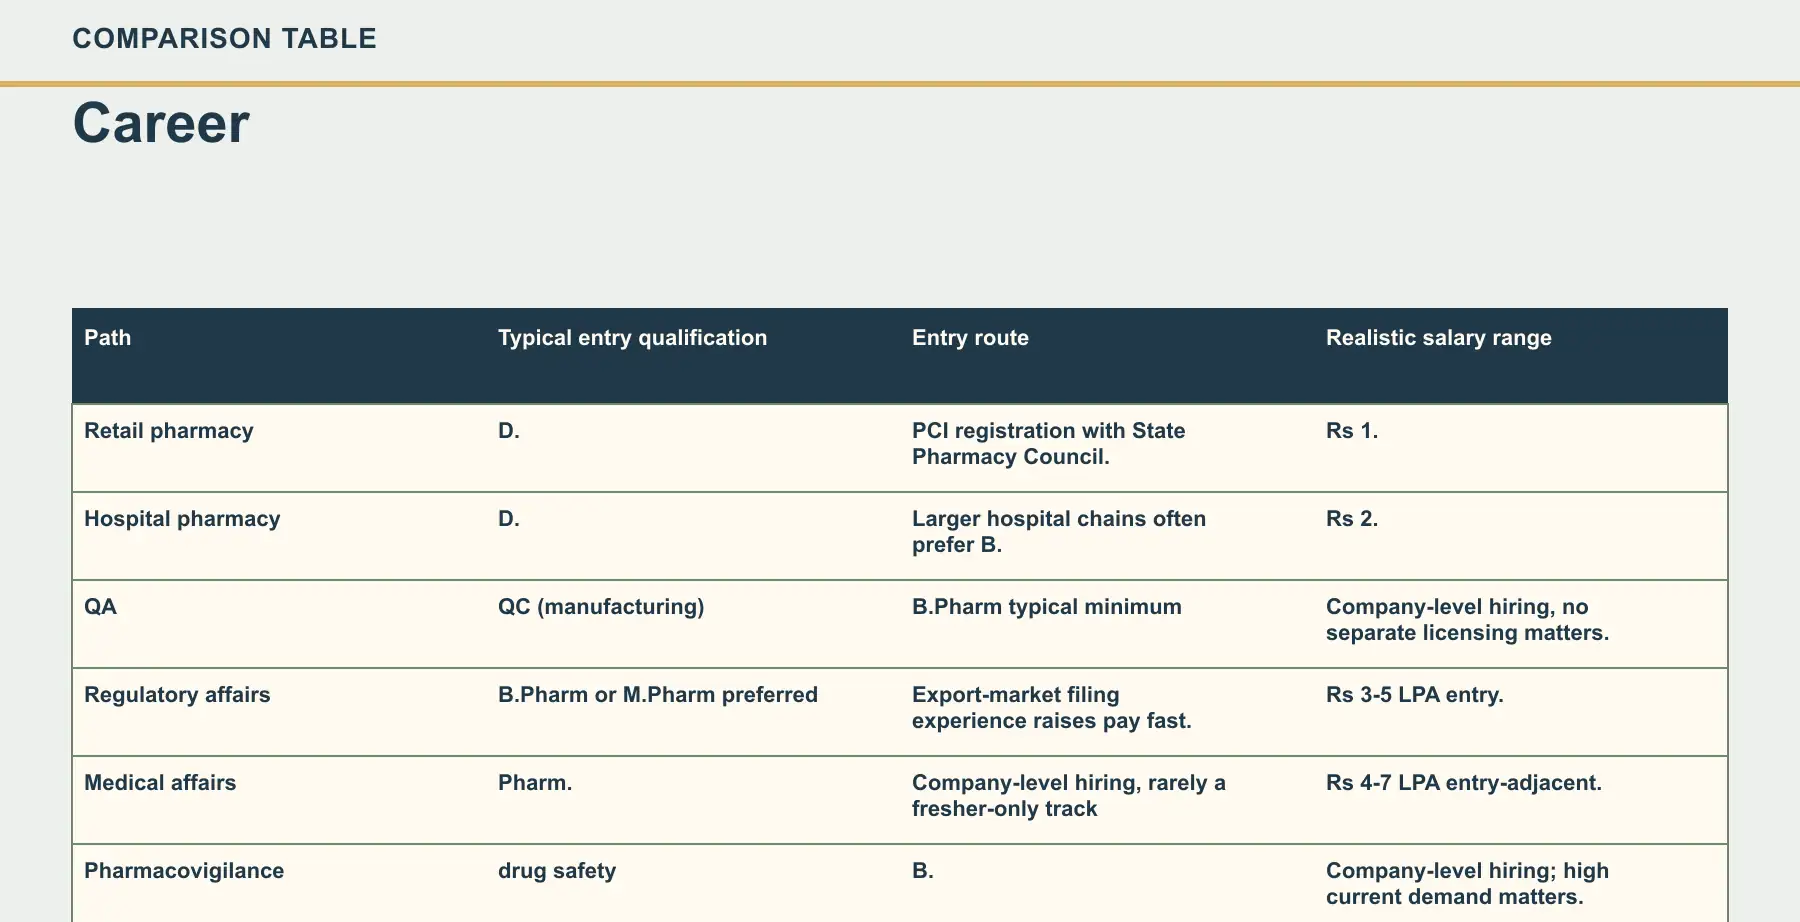 COMPARISON TABLE
Career
Path Typical entry qualification Entry route Realistic salary range
Retail pharmacy D. PCI registration with State Rs 1.
Pharmacy Council.
Hospital pharmacy D. Larger hospital chains often Rs 2.
prefer B.
QA QC (manufacturing) B.Pharm typical minimum Company-level hiring, no
separate licensing matters.
Regulatory affairs B.Pharm or M.Pharm preferred Export-market filing Rs 3-5 LPA entry.
experience raises pay fast.
Medical affairs Pharm. Company-level hiring, rarely a Rs 4-7 LPA entry-adjacent.
fresher-only track
Pharmacovigilance drug safety B. Company-level hiring; high
current demand matters.